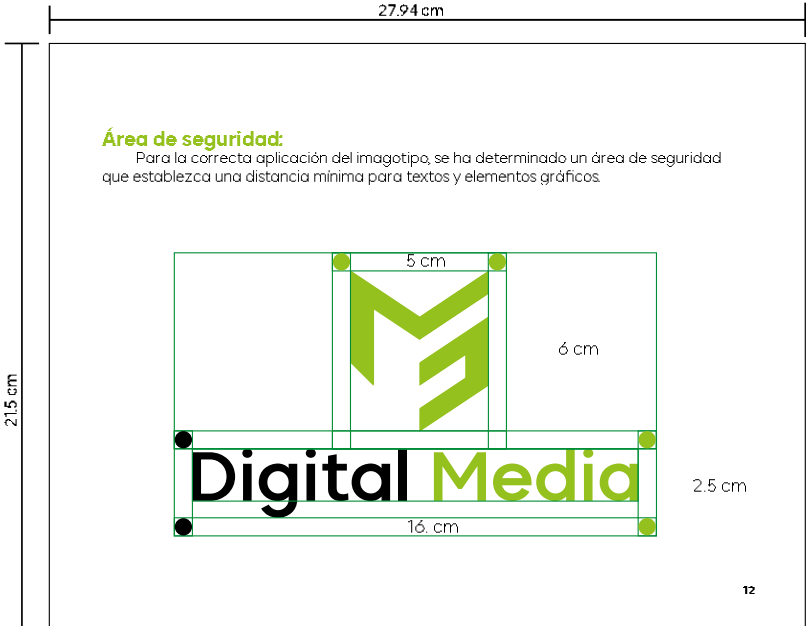 27.94 cm
Área de seguridad:
Para la correcta aplicación del imagotipo, se ha determinado un área de seguridad
que establezca una distancia mínima para textos y elementos gráficos.
5 cm
6 cm
21.5 cm
Digital Media
2.5 cm
16. cm
12